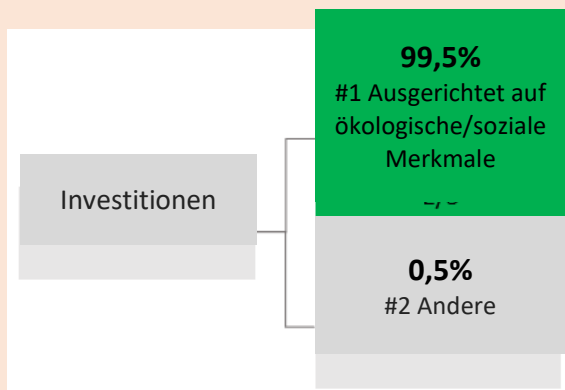 99,5%
#1 Ausgerichtet auf
ökologische/soziale
Merkmale
Investitionen
0,5%
#2 Andere